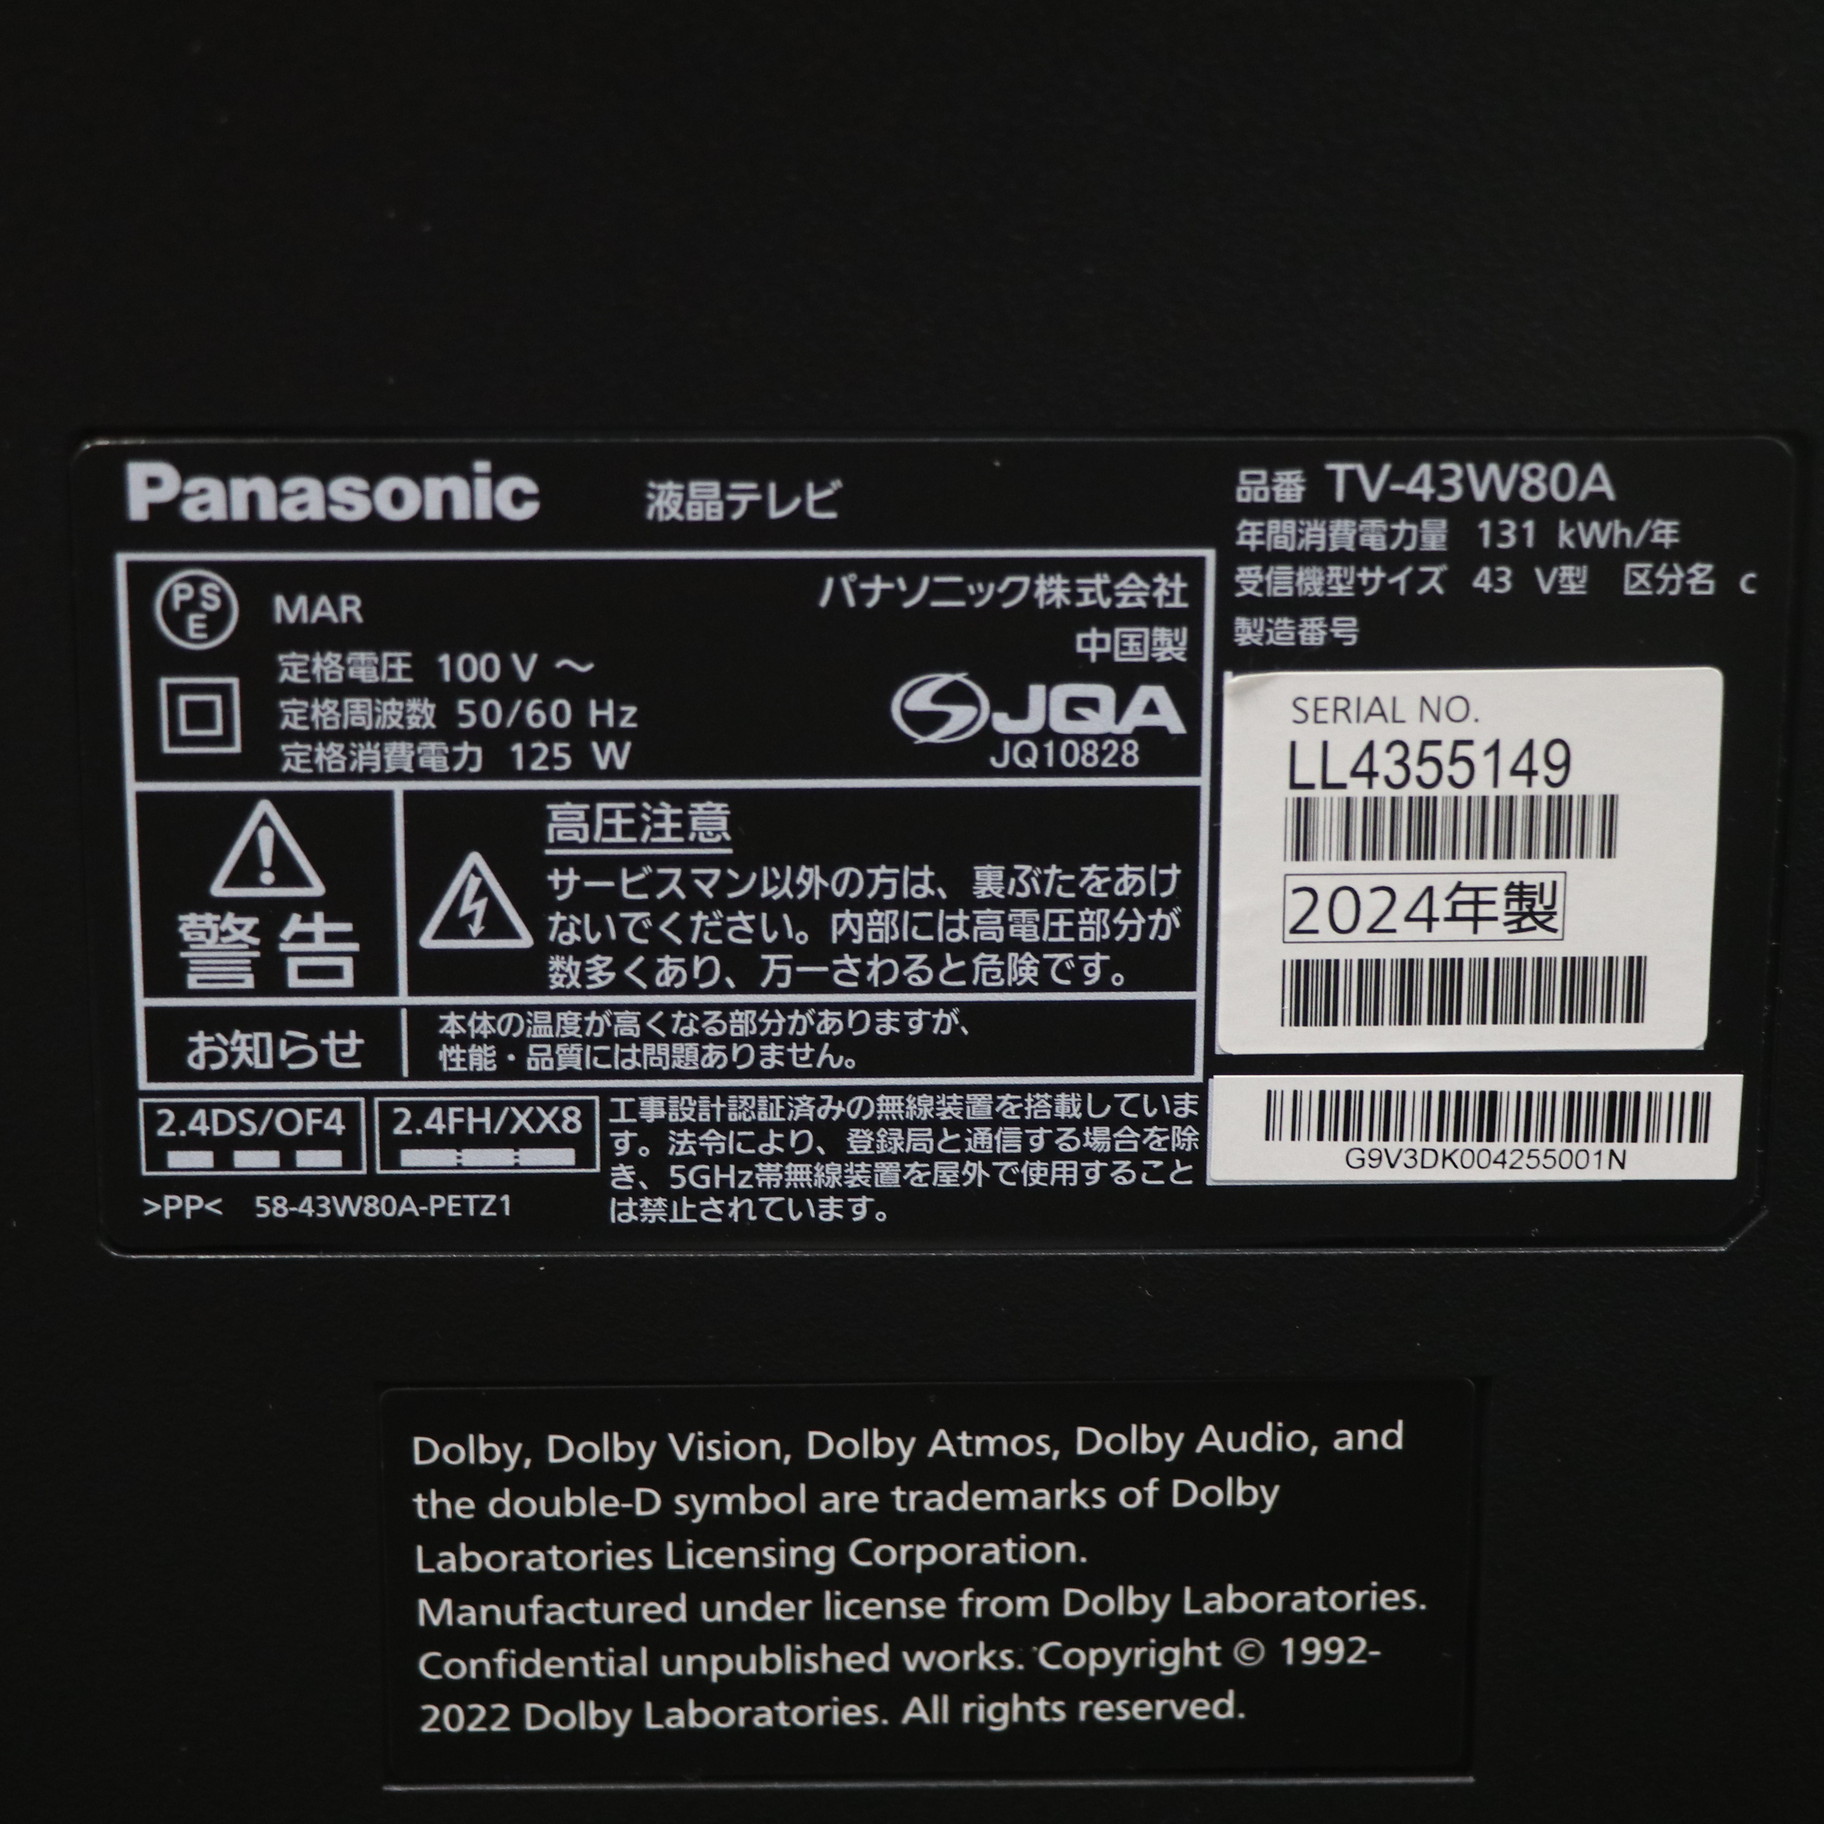 Panasonic 液晶テレビ
PSE MAR
定格電圧 100 V ～
定格周波数 50/60 Hz
定格消費電力 125 W
パナソニック株式会社
中国製
JQA
JQ10828
警告
高圧注意
サービスマン以外の方は、裏ぶたをあけ
ないでください。内部には高電圧部分が
数多くあり、万一さわると危険です。
お知らせ
本体の温度が高くなる部分がありますが、
性能・品質には問題ありません。
2.4DS/OF4
2.4FH/XX8
>PP< 58-43W80A-PETZ1
工事設計認証済みの無線装置を搭載していま
す。法令により、登録局と通信する場合を除
き、5GHz帯無線装置を屋外で使用すること
は禁止されています。
品番 TV-43W80A
年間消費電力量 131 kWh/年
受信機型サイズ 43 V型 区分名 c
製造番号
SERIAL NO.
LL4355149
2024年製
G9V3DK004255001N
Dolby, Dolby Vision, Dolby Atmos, Dolby Audio, and
the double-D symbol are trademarks of Dolby
Laboratories Licensing Corporation.
Manufactured under license from Dolby Laboratories.
Confidential unpublished works. Copyright © 1992-
2022 Dolby Laboratories. All rights reserved.